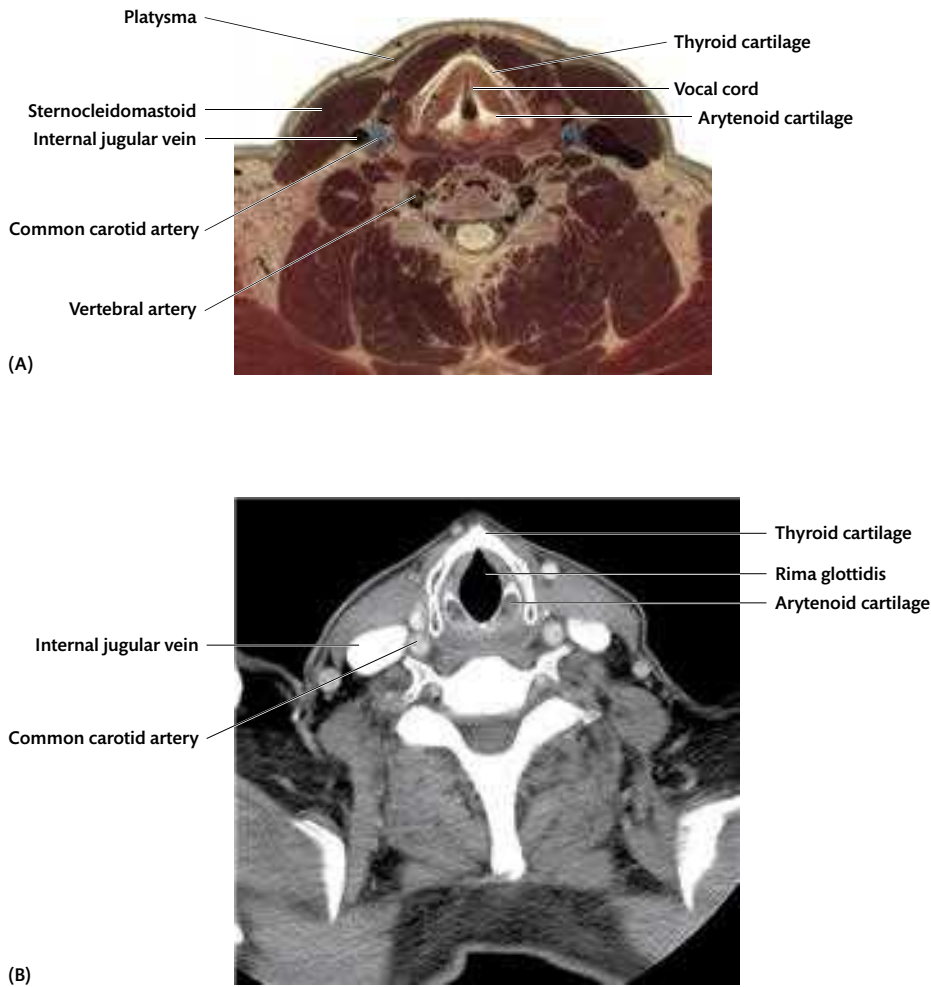 Platysma
Thyroid cartilage
Vocal cord
Sternocleidomastoid
Arytenoid cartilage
Internal jugular vein
Common carotid artery
Vertebral artery
(A)
Thyroid cartilage
Rima glottidis
Arytenoid cartilage
Internal jugular vein
Common carotid artery
(B)